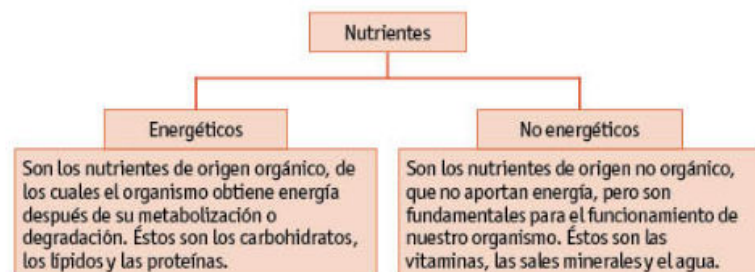 Nutrientes
Energéticos
Son los nutrientes de origen orgánico, de
los cuales el organismo obtiene energía
después de su metabolización o
degradación. Éstos son los carbohidratos,
los lípidos y las proteínas.
No energéticos
Son los nutrientes de origen no orgánico,
que no aportan energía, pero son
fundamentales para el funcionamiento de
nuestro organismo. Éstos son las
vitaminas, las sales minerales y el agua.